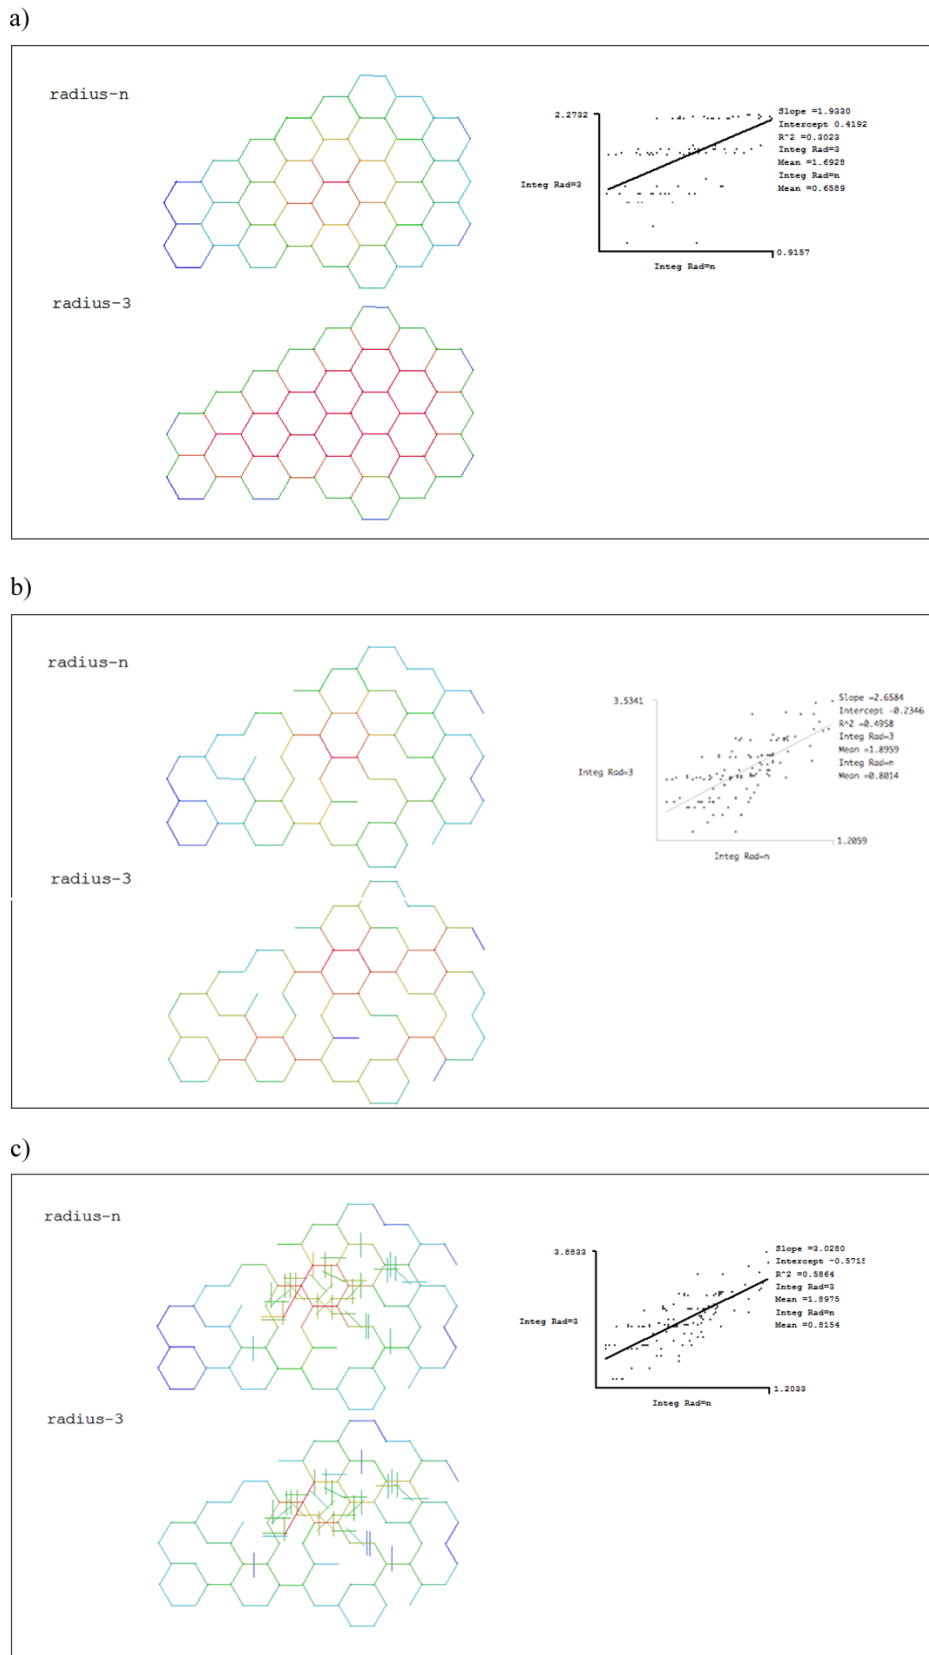 a)
radius-n
2.2732
Integ Rad=3
Slope =1.9330
Intercept 0.4192
R^2 =0.3023
Integ Rad=3
Mean =1.6928
Integ Rad=n
Mean =0.6589
0.9157
Integ Rad=n
radius-3
b)
radius-n
3.5341
Integ Rad=3
Slope =2.6584
Intercept -0.2346
R^2 =0.4958
Integ Rad=3
Mean =1.8959
Integ Rad=n
Mean =0.8014
1.2059
Integ Rad=n
radius-3
c)
radius-n
3.8833
Integ Rad=3
Slope =3.0280
Intercept -0.5715
R^2 =0.5864
Integ Rad=3
Mean =1.8975
Integ Rad=n
Mean =0.8154
1.2033
Integ Rad=n
radius-3